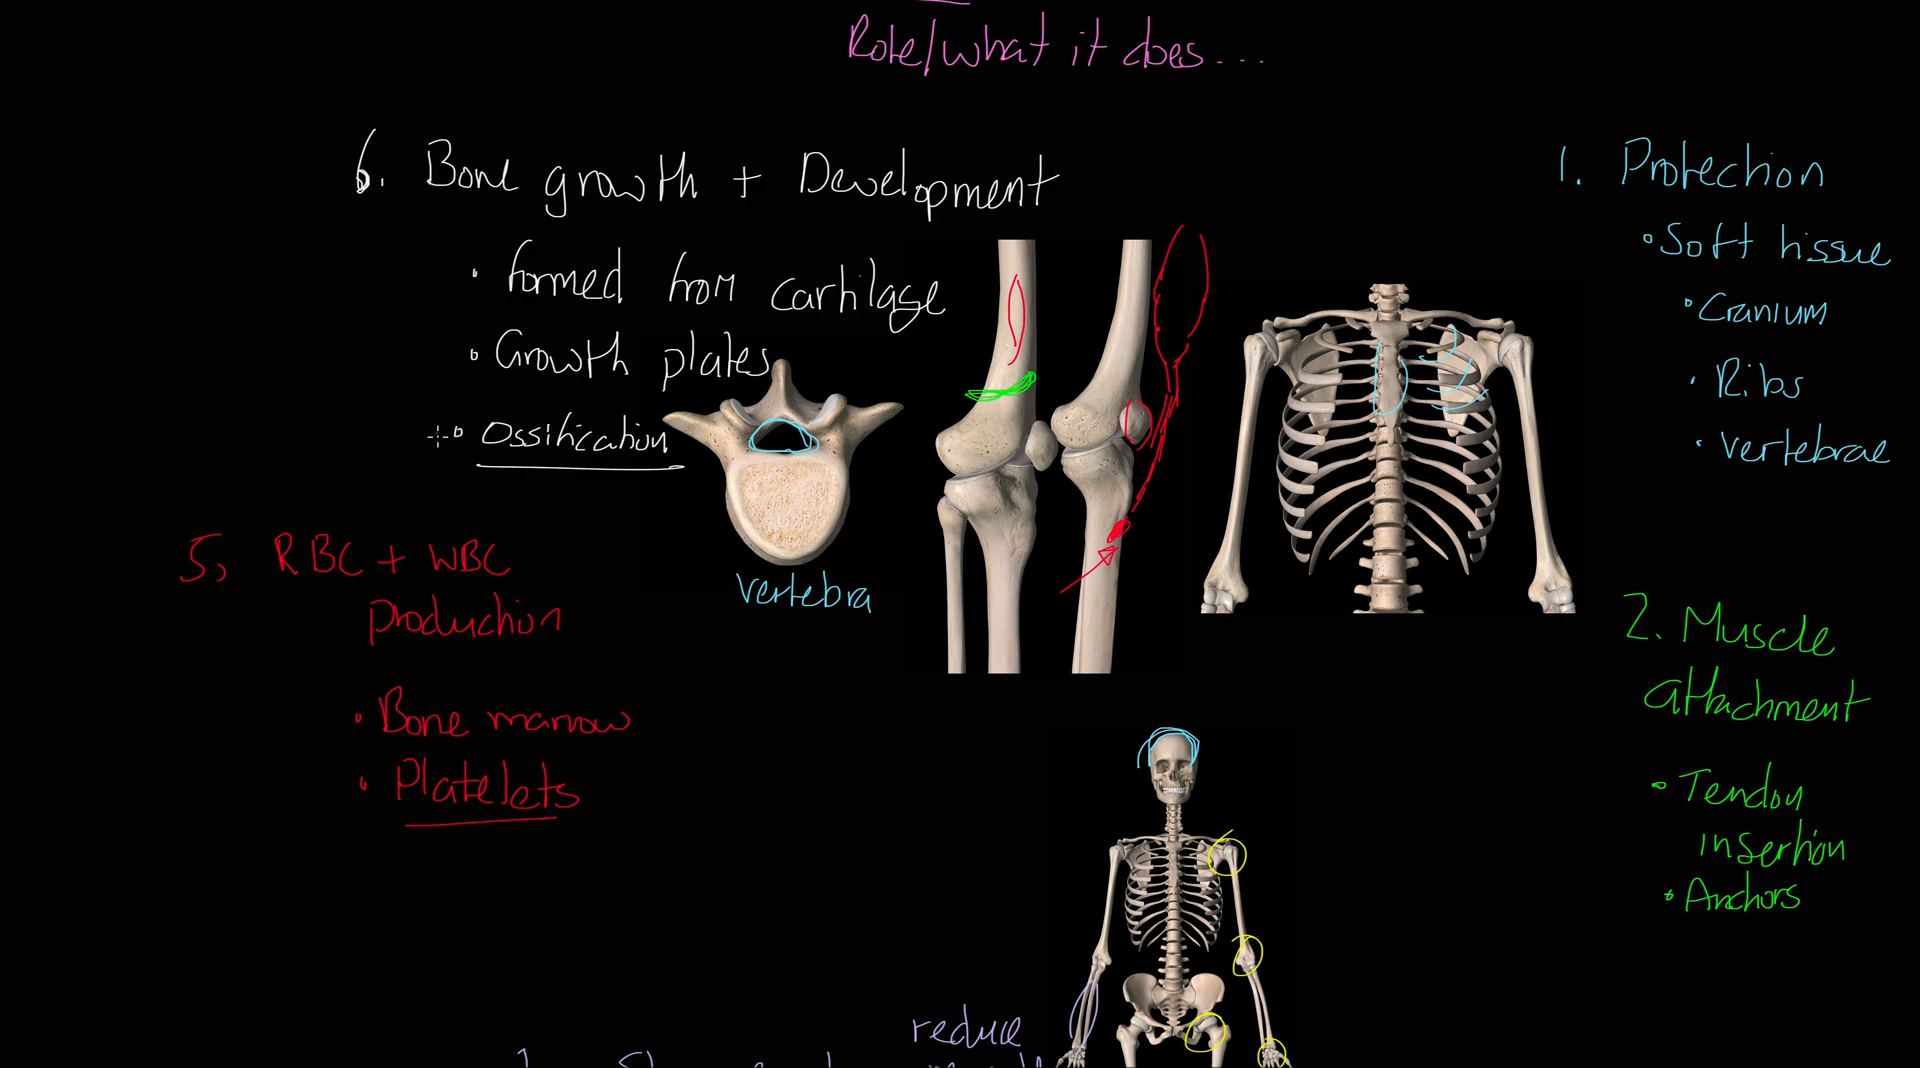 Role/what it does...
6. Bone growth + Development
• formed from cartilage
• Growth plates
• Ossification
Vertebra
1. Protection
• Soft tissue
• Cranium
• Ribs
• Vertebrae
2. Muscle
attachment
• Tendon
insertion
• Anchors
5, RBC + WBC
production
• Bone marrow
• Platelets
reduce